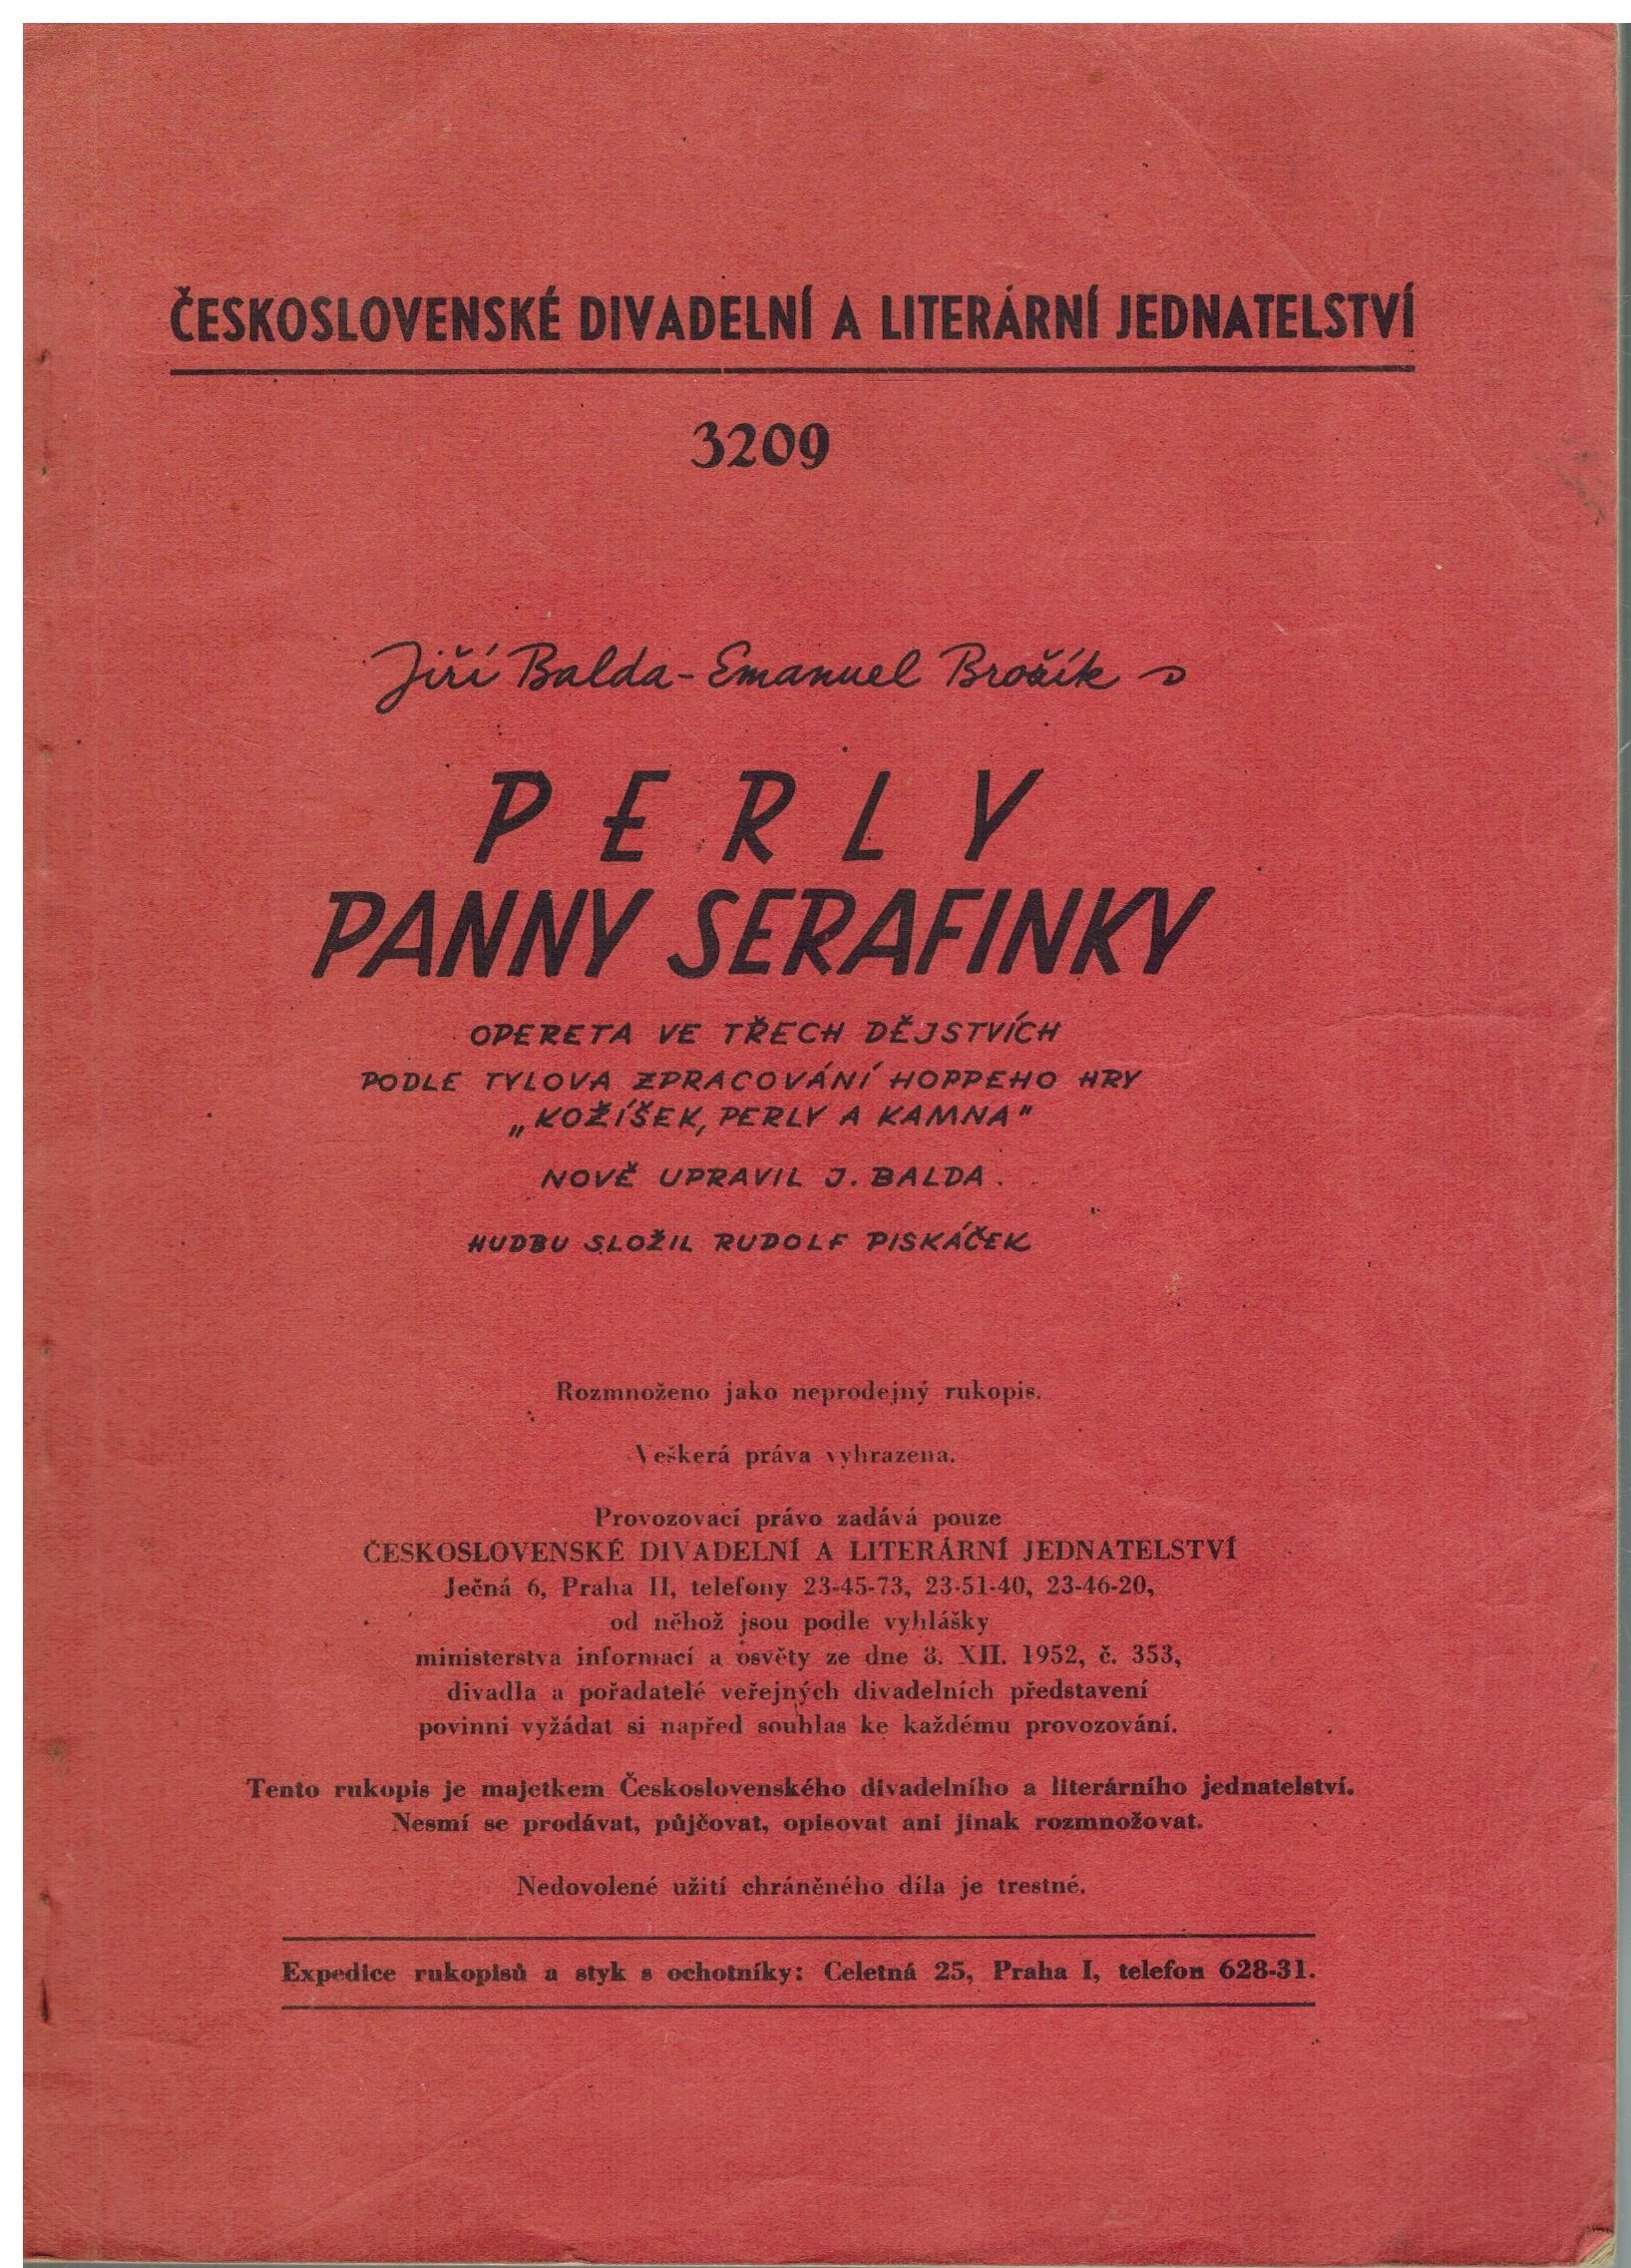 ČESKOSLOVENSKÉ DIVADELNÍ A LITERÁRNÍ JEDNATELSTVÍ
3209
Jiří Balda - Emanuel Brožík
PERLY
PANNY SERAFINKY
OPERETA VE TŘECH DĚJSTVÍCH
PODLE TYLOVA ZPRACOVÁNÍ HOPPEHO HRY
„KOŽÍŠEK, PERLY A KAMNA"
NOVĚ UPRAVIL J. BALDA.
HUDBU SLOŽIL RUDOLF PISKÁČEK
Rozmnoženo jako neprodejný rukopis.
Veškerá práva vyhrazena.
Provozovací právo zadává pouze
ČESKOSLOVENSKÉ DIVADELNÍ A LITERÁRNÍ JEDNATELSTVÍ
Ječná 6, Praha II, telefony 23-45-73, 23-51-40, 23-46-20,
od něhož jsou podle vyhlášky
ministerstva informací a osvěty ze dne 8. XII. 1952, č. 353,
divadla a pořadatelé veřejných divadelních představení
povinni vyžádat si napřed souhlas ke každému provozování.
Tento rukopis je majetkem Československého divadelního a literárního jednatelství.
Nesmí se prodávat, půjčovat, opisovat ani jinak rozmnožovat.
Nedovolené užití chráněného díla je trestné.
Expedice rukopisů a styk s ochotníky: Celetná 25, Praha I, telefon 628-31.